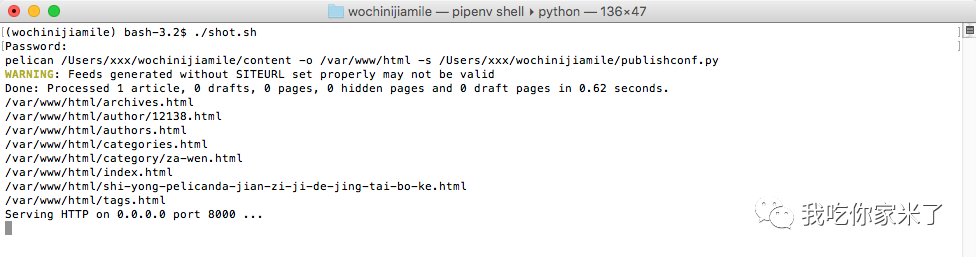 wochinijiamile — pipenv shell ▸ python — 136×47
(wochinijiamile) bash-3.2$ ./shot.sh
Password:
pelican /Users/xxx/wochinijiamile/content -o /var/www/html -s /Users/xxx/wochinijiamile/publishconf.py
WARNING: Feeds generated without SITEURL set properly may not be valid
Done: Processed 1 article, 0 drafts, 0 pages, 0 hidden pages and 0 draft pages in 0.62 seconds.
/var/www/html/archives.html
/var/www/html/author/12138.html
/var/www/html/authors.html
/var/www/html/categories.html
/var/www/html/category/za-wen.html
/var/www/html/index.html
/var/www/html/shi-yong-pelicanda-jian-zi-ji-de-jing-tai-bo-ke.html
/var/www/html/tags.html
Serving HTTP on 0.0.0.0 port 8000 ...
我吃你家米了